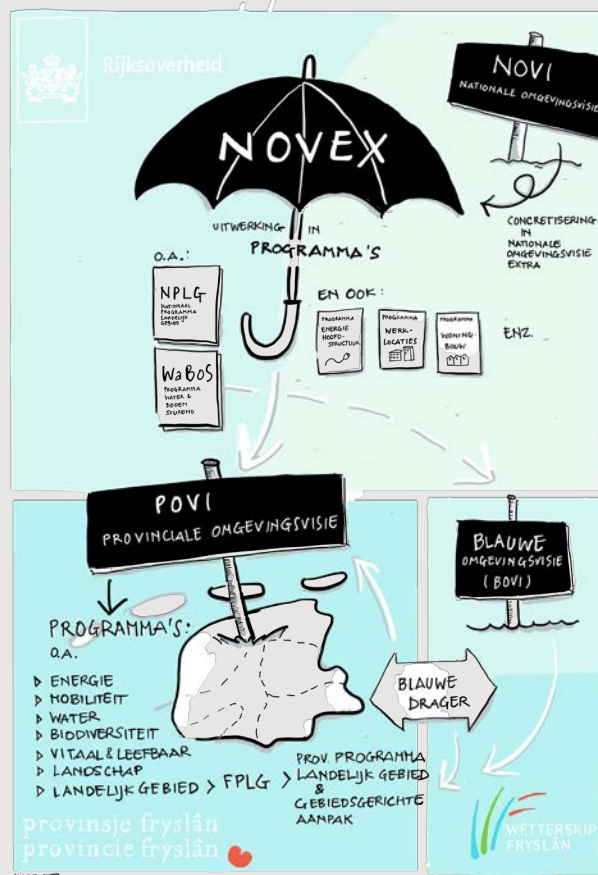 Rijksoverheid
NOVI
NATIONALE OMGEVINGSVISIE
NOVEX
CONCRETISERING
IN
NATIONALE
OMGEVINGSVISIE
EXTRA
UITWERKING IN
PROGRAMMA'S
O.A.:
NPLG
NATIONAAL
PROGRAMMA
LANDELIJK
GEBIED
WaBoS
PROGRAMMA
WATER &
BODEM
STUREND
EN OOK:
PROGRAMMA
ENERGIE
HOOFD-
STRUCTUUR
PROGRAMMA
WERK-
LOCATIES
PROGRAMMA
WONING
BOUW
ENZ.
POVI
PROVINCIALE OMGEVINGSVISIE
PROGRAMMA'S:
O.A.
▷ ENERGIE
▷ MOBILITEIT
▷ WATER
▷ BIODIVERSITEIT
▷ VITAAL & LEEFBAAR
▷ LANDSCHAP
▷ LANDELIJK GEBIED > FPLG >
PROV. PROGRAMMA
LANDELIJK GEBIED
&
GEBIEDSGERICHTE
AANPAK
BLAUWE
OMGEVINGSVISIE
(BOVI)
BLAUWE
DRAGER
provinsje fryslân
provincie fryslân
WETTERSKIP
FRYSLÂN